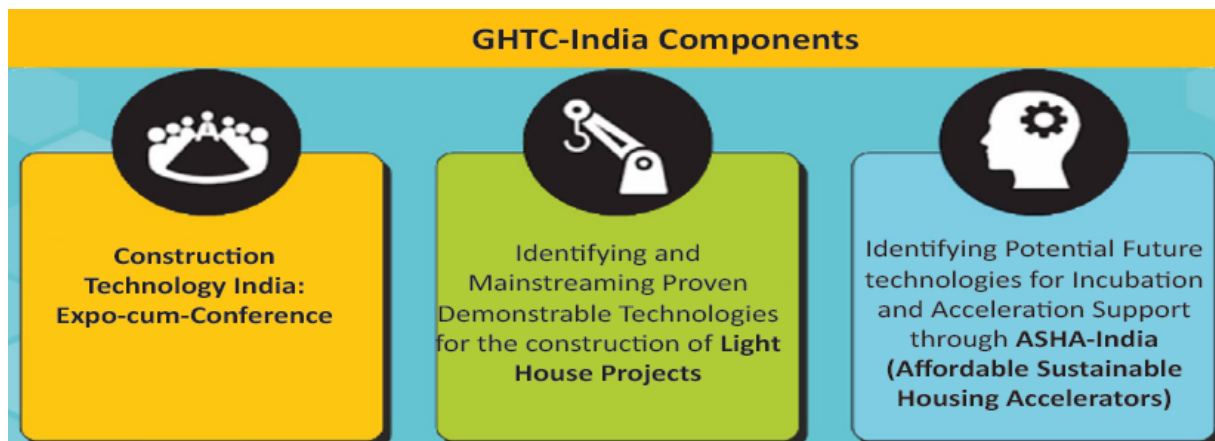 GHTC-India Components
Construction
Technology India:
Expo-cum-Conference
Identifying and
Mainstreaming Proven
Demonstrable Technologies
for the construction of Light
House Projects
Identifying Potential Future
technologies for Incubation
and Acceleration Support
through ASHA-India
(Affordable Sustainable
Housing Accelerators)